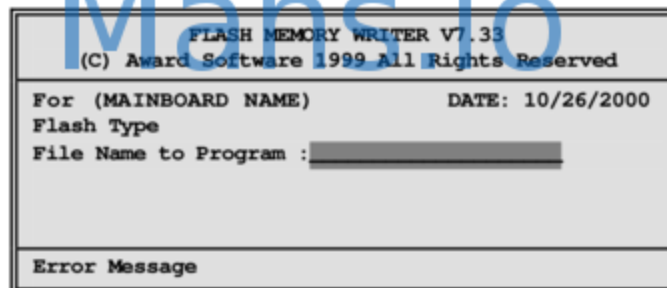 Mans.io
FLASH MEMORY WRITER V7.33
(C) Award Software 1999 All Rights Reserved
For (MAINBOARD NAME) DATE: 10/26/2000
Flash Type
File Name to Program :
Error Message